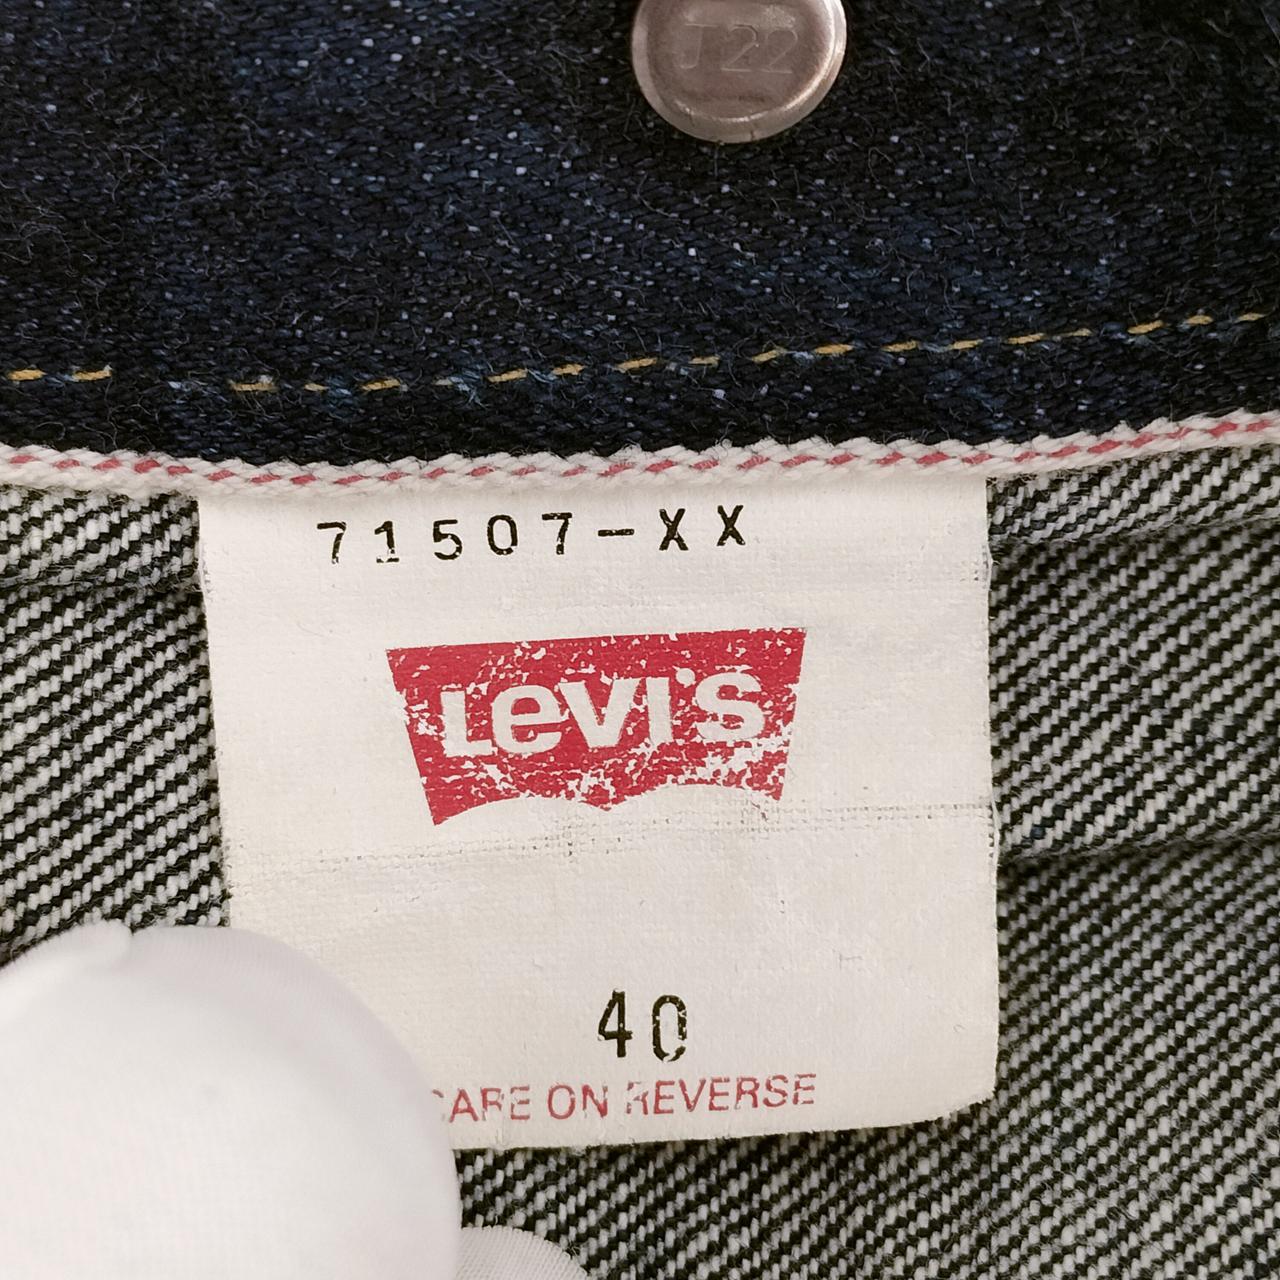 J22
71507-XX
LeVI'S
40
CARE ON REVERSE